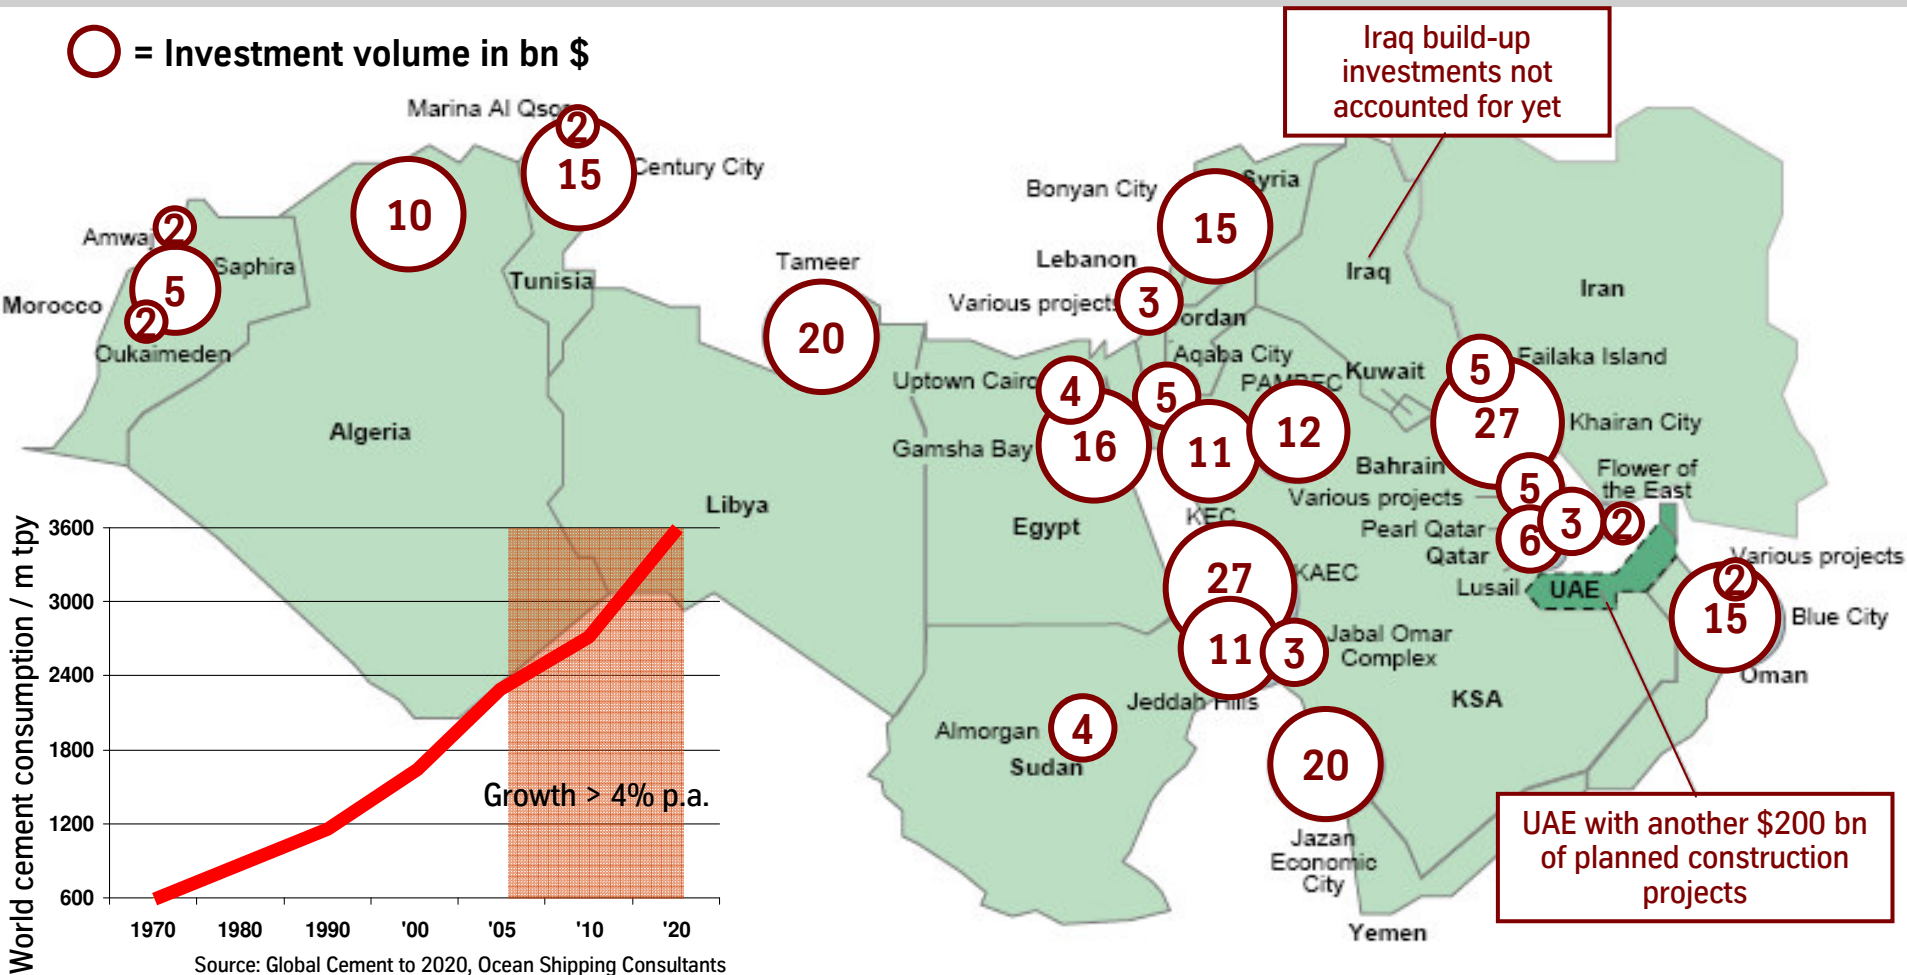 = Investment volume in bn $
Iraq build-up
investments not
accounted for yet
Marina Al Qsor
2
15
Century City
10
Amwaj
2
Saphira
5
Morocco
2
Oukaimeden
Tunisia
Algeria
Tameer
20
Libya
Bonyan City
Syria
15
Lebanon
Various projects
3
Jordan
Iraq
Iran
Aqaba City
Uptown Cairo
4
5
PAMPEC
12
Kuwait
5
Failaka Island
27
Khairan City
Gamsha Bay
16
11
KEC
Egypt
Bahrain
Various projects
5
Flower of
the East
Pearl Qatar
3
2
Qatar
6
Lusail
UAE
27
KAEC
Various projects
2
15
Blue City
Oman
11
3
Jabal Omar
Complex
Jeddah Hills
KSA
Almorgan
4
Sudan
20
Jazan
Economic
City
Yemen
UAE with another $200 bn
of planned construction
projects
World cement consumption / m tpy
3600
3000
2400
1800
1200
600
Growth > 4% p.a.
1970 1980 1990 '00 '05 '10 '20
Source: Global Cement to 2020, Ocean Shipping Consultants